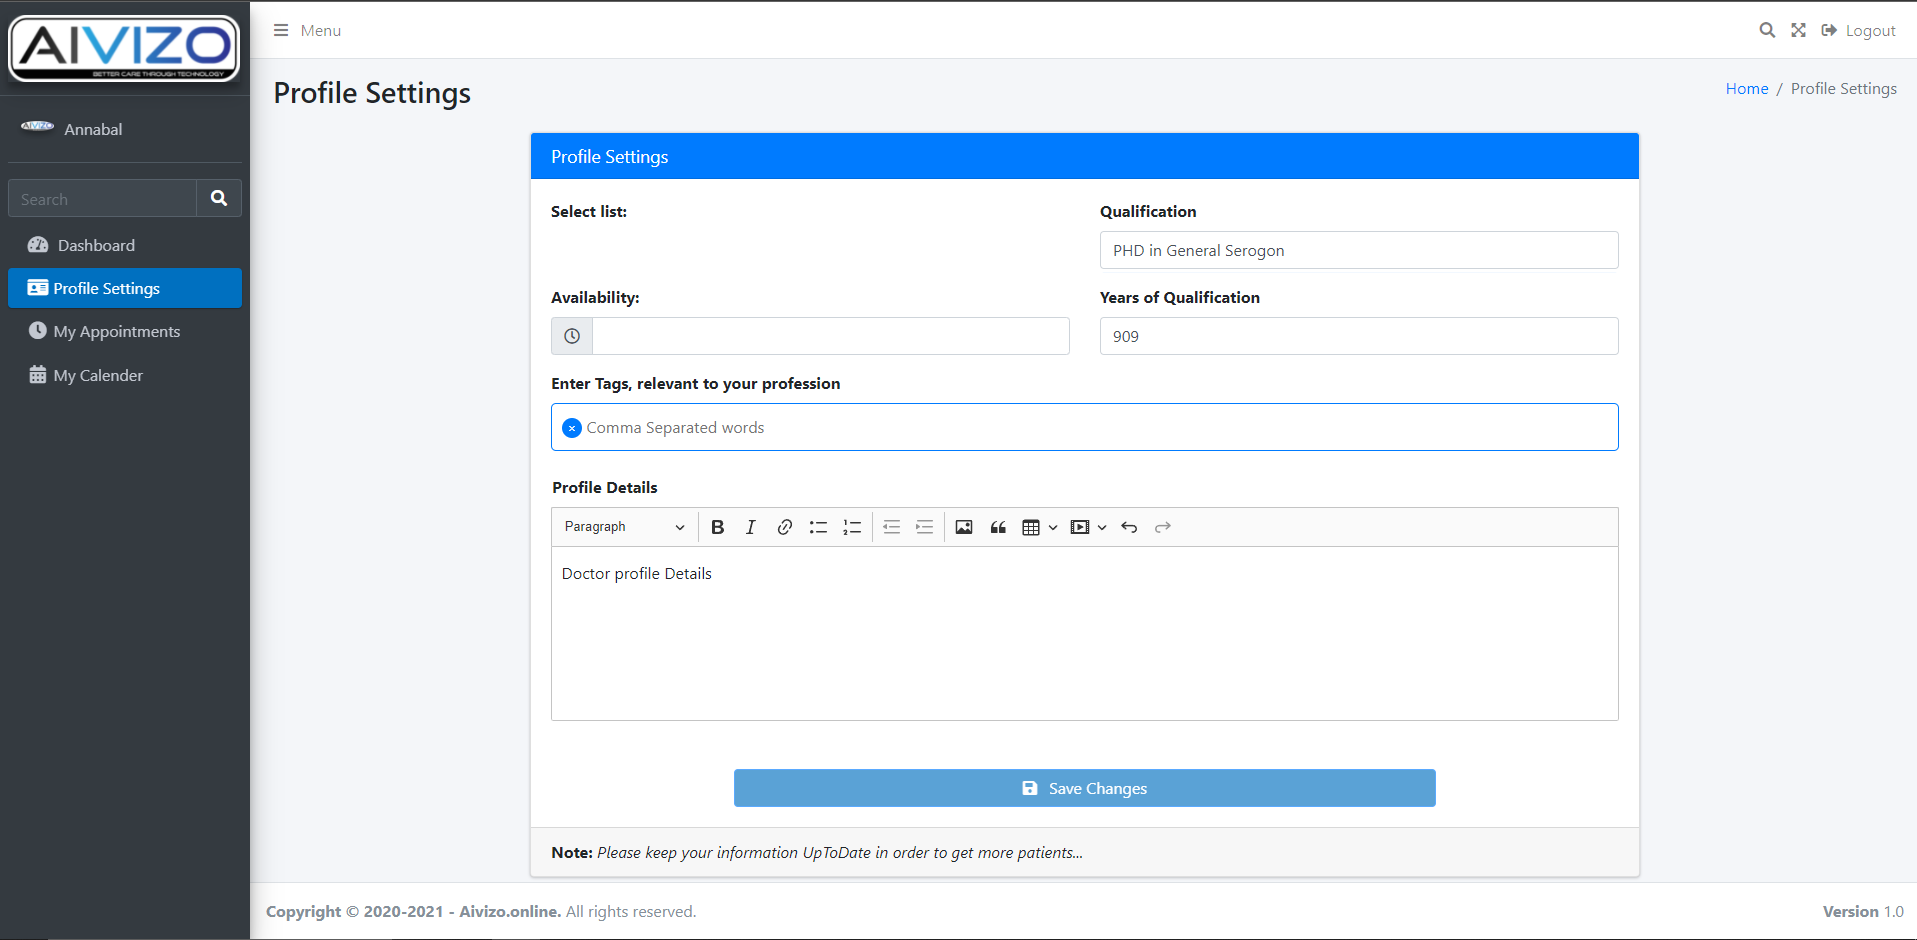 AIVIZO
BETTER CARE THROUGH TECHNOLOGY
Menu
Logout
Profile Settings
Home / Profile Settings
AIVIZO
Annabal
Search
Dashboard
Profile Settings
My Appointments
My Calender
Profile Settings
Select list:
Qualification
PHD in General Serogon
Availability:
Years of Qualification
909
Enter Tags, relevant to your profession
Comma Separated words
Profile Details
Paragraph
Doctor profile Details
Save Changes
Note: Please keep your information UpToDate in order to get more patients...
Copyright © 2020-2021 - Aivizo.online. All rights reserved.
Version 1.0